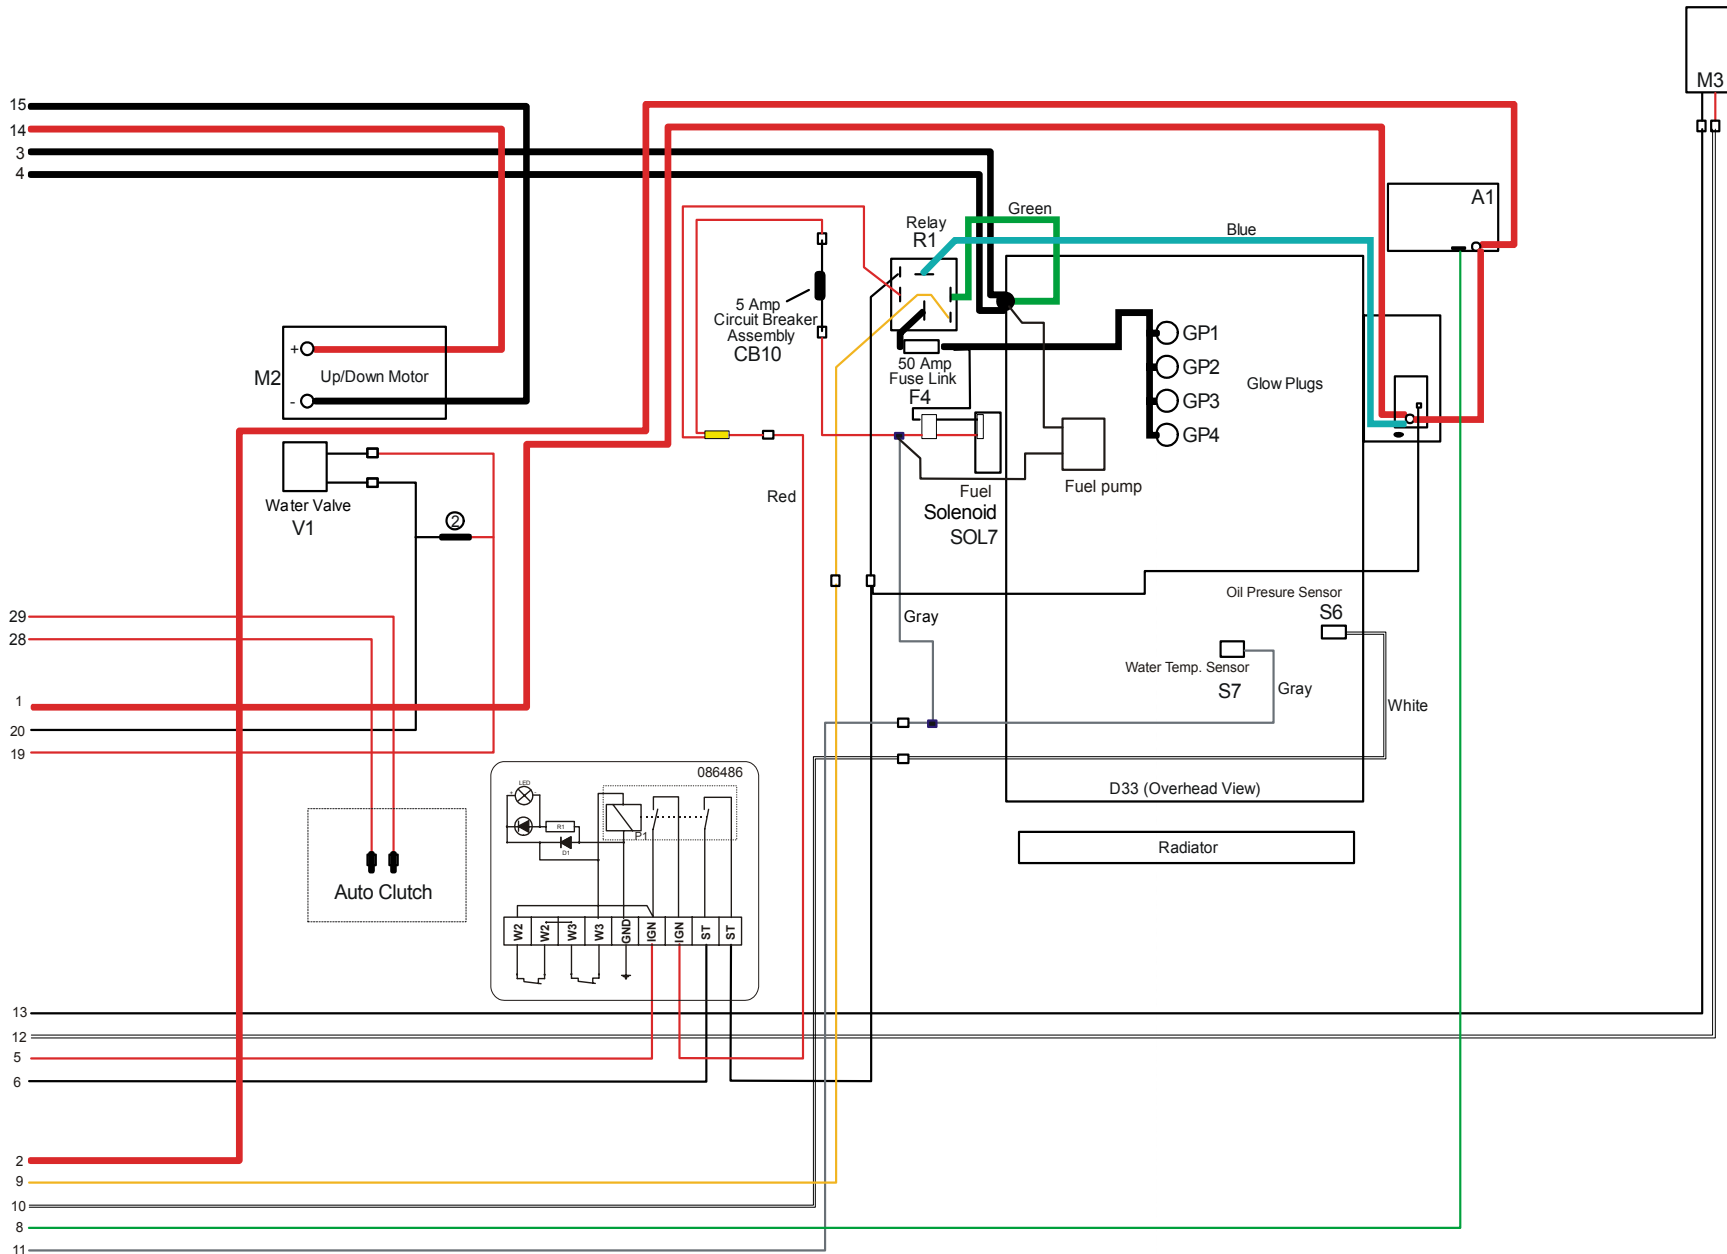 M3
15
14
3
4
A1
Green
Relay
R1
Blue
5 Amp
Circuit Breaker
Assembly
CB10
+
M2
Up/Down Motor
-
50 Amp
Fuse Link
F4
GP1
GP2
GP3
GP4
Glow Plugs
Water Valve
V1
2
Red
Fuel
Solenoid
SOL7
Fuel pump
29
28
Gray
Oil Presure Sensor
S6
Water Temp. Sensor
S7
Gray
White
1
20
19
086486
LED
+ -
R1
D1
P1
D33 (Overhead View)
Radiator
Auto Clutch
W2 W2 W3 W3 GND IGN IGN ST ST
13
12
5
6
2
9
10
8
11